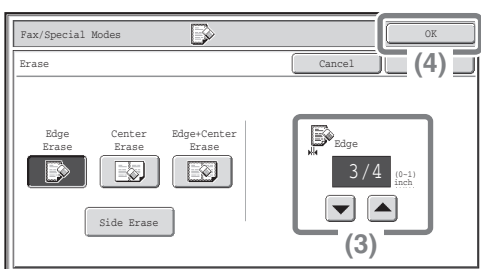 Fax/Special Modes
OK
Erase
Cancel
(4)
Edge
Erase
Center
Erase
Edge+Center
Erase
Edge
3/4
(0-1)
inch
Side Erase
(3)